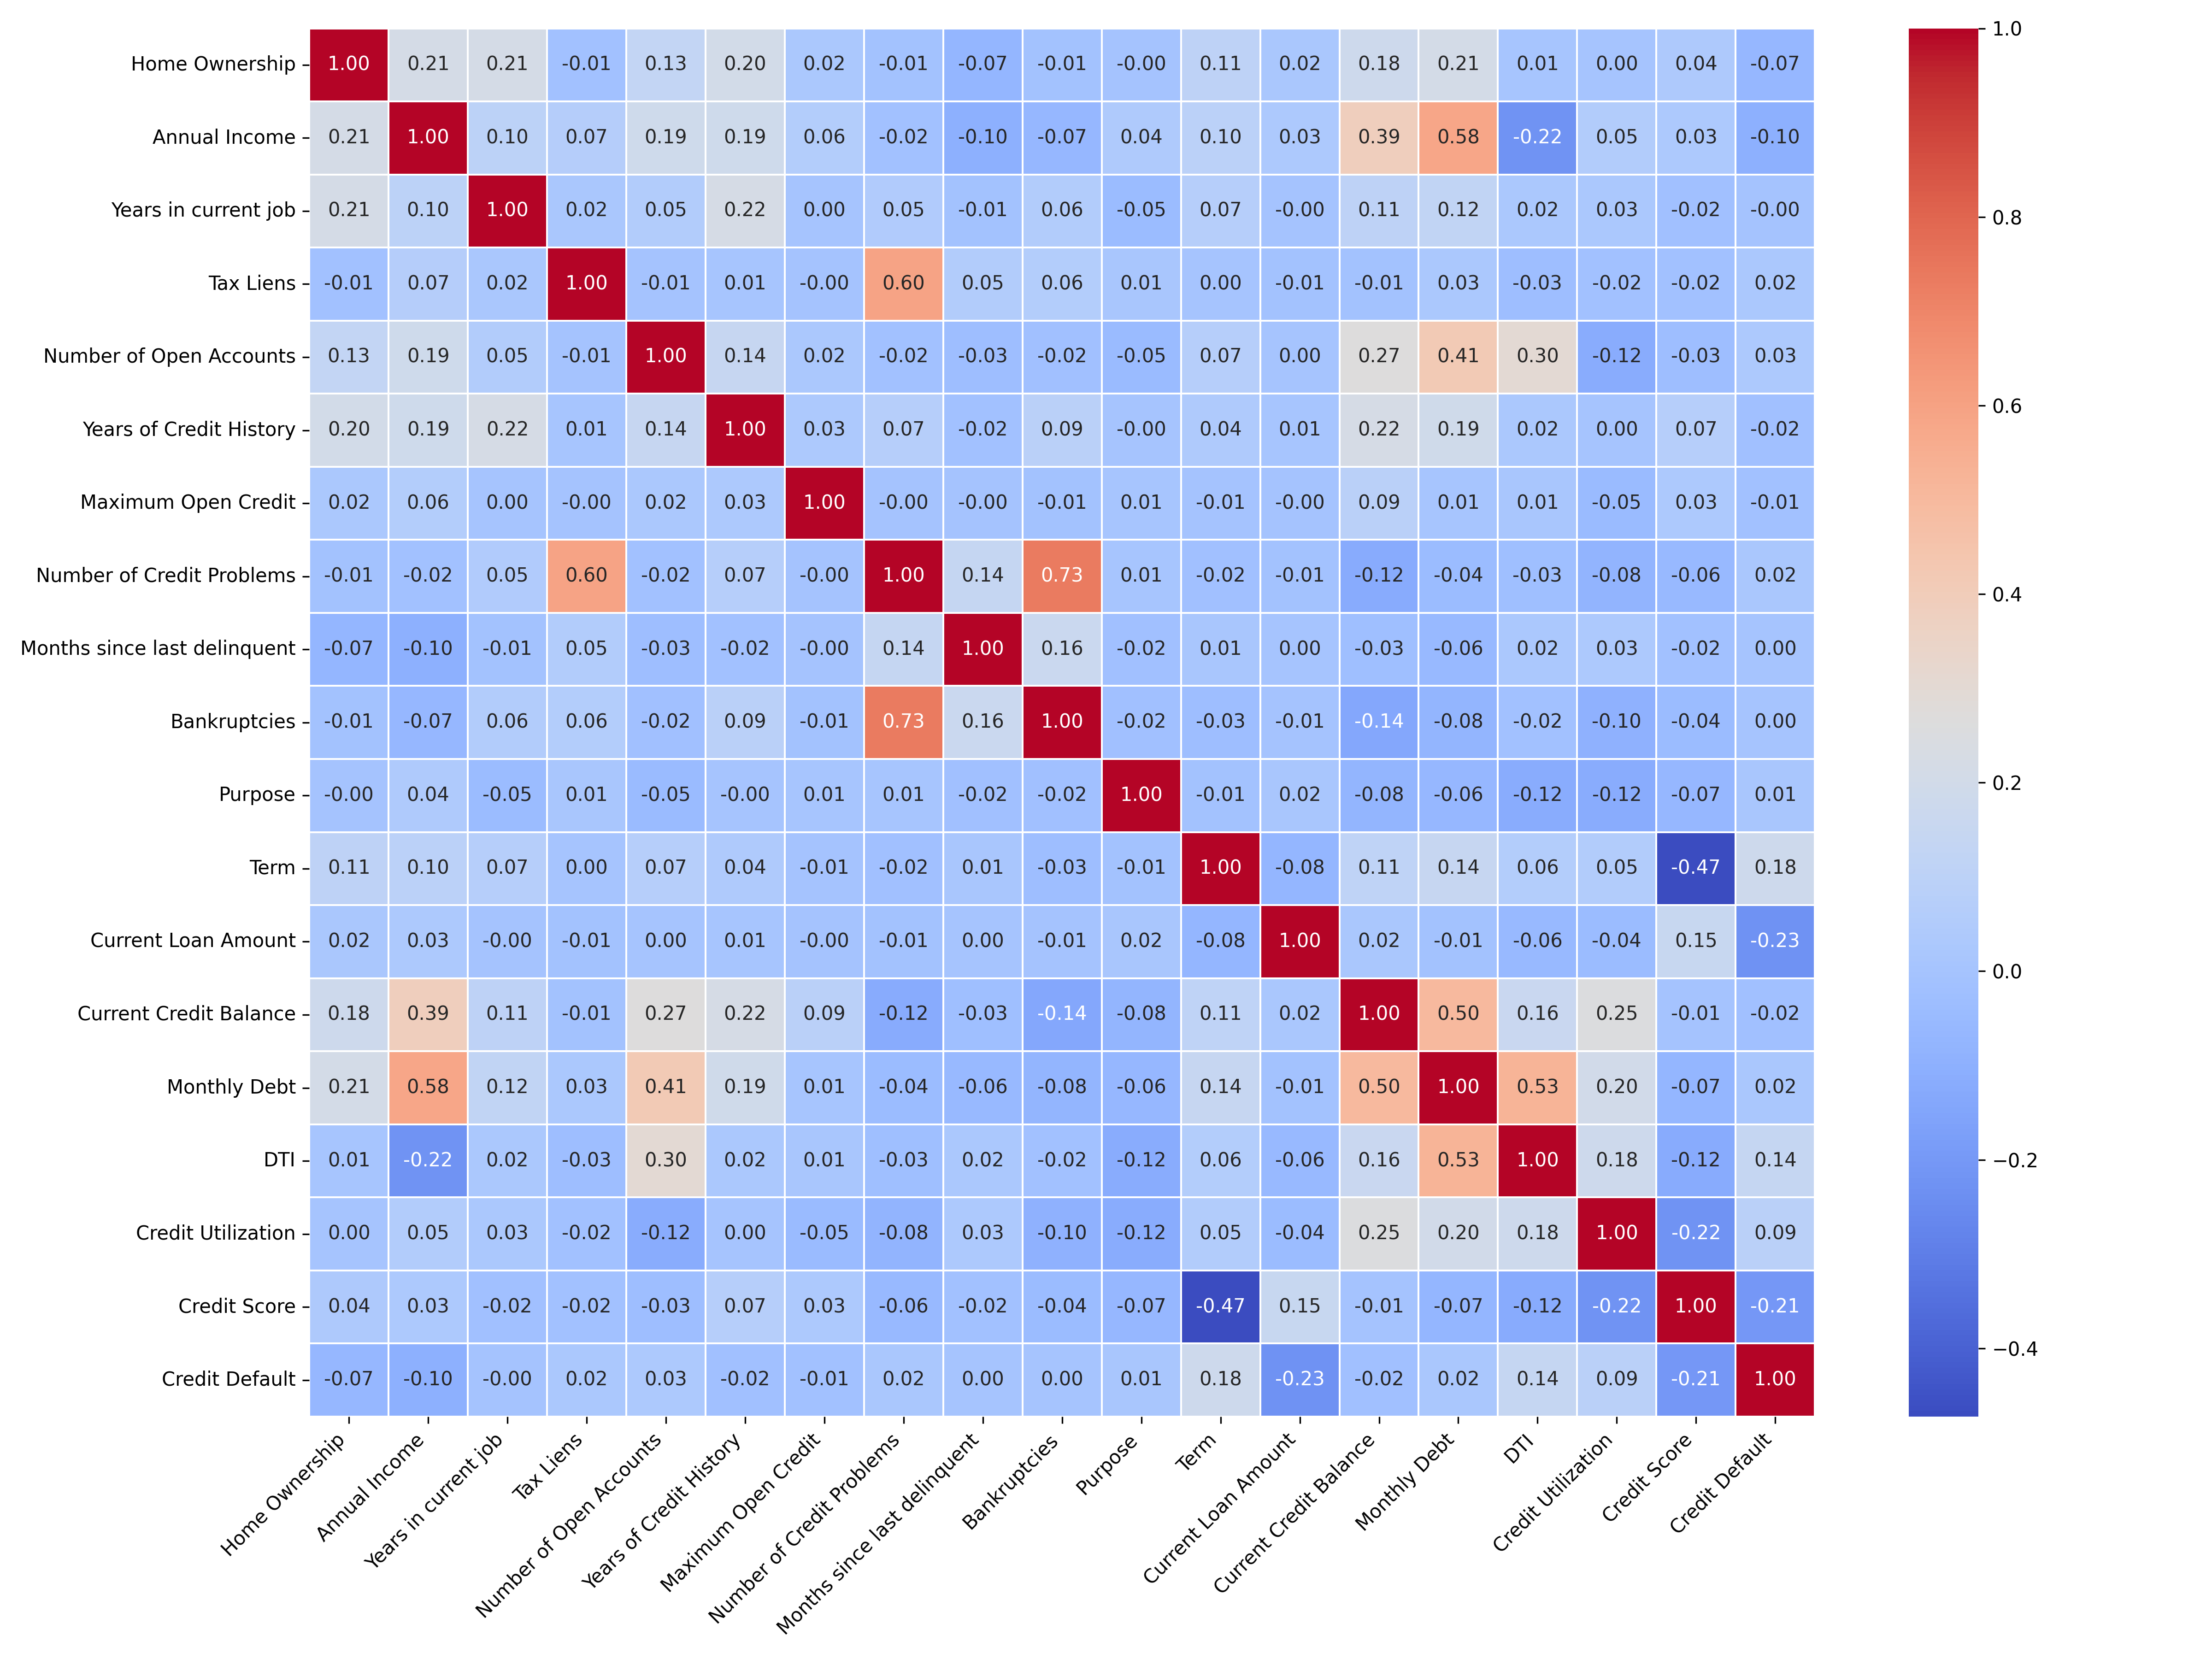 Home Ownership 1.00 0.21 0.21 -0.01 0.13 0.20 0.02 -0.01 -0.07 -0.01 -0.00 0.11 0.02 0.18 0.21 0.01 0.00 0.04 -0.07
Annual Income 0.21 1.00 0.10 0.07 0.19 0.19 0.06 -0.02 -0.10 -0.07 0.04 0.10 0.03 0.39 0.58 -0.22 0.05 0.03 -0.10
Years in current job 0.21 0.10 1.00 0.02 0.05 0.22 0.00 0.05 -0.01 0.06 -0.05 0.07 -0.00 0.11 0.12 0.02 0.03 -0.02 -0.00
Tax Liens -0.01 0.07 0.02 1.00 -0.01 0.01 -0.00 0.60 0.05 0.06 0.01 0.00 -0.01 -0.01 0.03 -0.03 -0.02 -0.02 0.02
Number of Open Accounts 0.13 0.19 0.05 -0.01 1.00 0.14 0.02 -0.02 -0.03 -0.02 -0.05 0.07 0.00 0.27 0.41 0.30 -0.12 -0.03 0.03
Years of Credit History 0.20 0.19 0.22 0.01 0.14 1.00 0.03 0.07 -0.02 0.09 -0.00 0.04 0.01 0.22 0.19 0.02 0.00 0.07 -0.02
Maximum Open Credit 0.02 0.06 0.00 -0.00 0.02 0.03 1.00 -0.00 -0.00 -0.01 0.01 -0.01 -0.00 0.09 0.01 0.01 -0.05 0.03 -0.01
Number of Credit Problems -0.01 -0.02 0.05 0.60 -0.02 0.07 -0.00 1.00 0.14 0.73 0.01 -0.02 -0.01 -0.12 -0.04 -0.03 -0.08 -0.06 0.02
Months since last delinquent -0.07 -0.10 -0.01 0.05 -0.03 -0.02 -0.00 0.14 1.00 0.16 -0.02 0.01 0.00 -0.03 -0.06 0.02 0.03 -0.02 0.00
Bankruptcies -0.01 -0.07 0.06 0.06 -0.02 0.09 -0.01 0.73 0.16 1.00 -0.02 -0.03 -0.01 -0.14 -0.08 -0.02 -0.10 -0.04 0.00
Purpose -0.00 0.04 -0.05 0.01 -0.05 -0.00 0.01 0.01 -0.02 -0.02 1.00 -0.01 0.02 -0.08 -0.06 -0.12 -0.12 -0.07 0.01
Term 0.11 0.10 0.07 0.00 0.07 0.04 -0.01 -0.02 0.01 -0.03 -0.01 1.00 -0.08 0.11 0.14 0.06 0.05 -0.47 0.18
Current Loan Amount 0.02 0.03 -0.00 -0.01 0.00 0.01 -0.00 -0.01 0.00 -0.01 0.02 -0.08 1.00 0.02 -0.01 -0.06 -0.04 0.15 -0.23
Current Credit Balance 0.18 0.39 0.11 -0.01 0.27 0.22 0.09 -0.12 -0.03 -0.14 -0.08 0.11 0.02 1.00 0.50 0.16 0.25 -0.01 -0.02
Monthly Debt 0.21 0.58 0.12 0.03 0.41 0.19 0.01 -0.04 -0.06 -0.08 -0.06 0.14 -0.01 0.50 1.00 0.53 0.20 -0.07 0.02
DTI 0.01 -0.22 0.02 -0.03 0.30 0.02 0.01 -0.03 0.02 -0.02 -0.12 0.06 -0.06 0.16 0.53 1.00 0.18 -0.12 0.14
Credit Utilization 0.00 0.05 0.03 -0.02 -0.12 0.00 -0.05 -0.08 0.03 -0.10 -0.12 0.05 -0.04 0.25 0.20 0.18 1.00 -0.22 0.09
Credit Score 0.04 0.03 -0.02 -0.02 -0.03 0.07 0.03 -0.06 -0.02 -0.04 -0.07 -0.47 0.15 -0.01 -0.07 -0.12 -0.22 1.00 -0.21
Credit Default -0.07 -0.10 -0.00 0.02 0.03 -0.02 -0.01 0.02 0.00 0.00 0.01 0.18 -0.23 -0.02 0.02 0.14 0.09 -0.21 1.00
Home Ownership
Annual Income
Years in current job
Tax Liens
Number of Open Accounts
Years of Credit History
Maximum Open Credit
Number of Credit Problems
Months since last delinquent
Bankruptcies
Purpose
Term
Current Loan Amount
Current Credit Balance
Monthly Debt
DTI
Credit Utilization
Credit Score
Credit Default
1.0
0.8
0.6
0.4
0.2
0.0
−0.2
−0.4